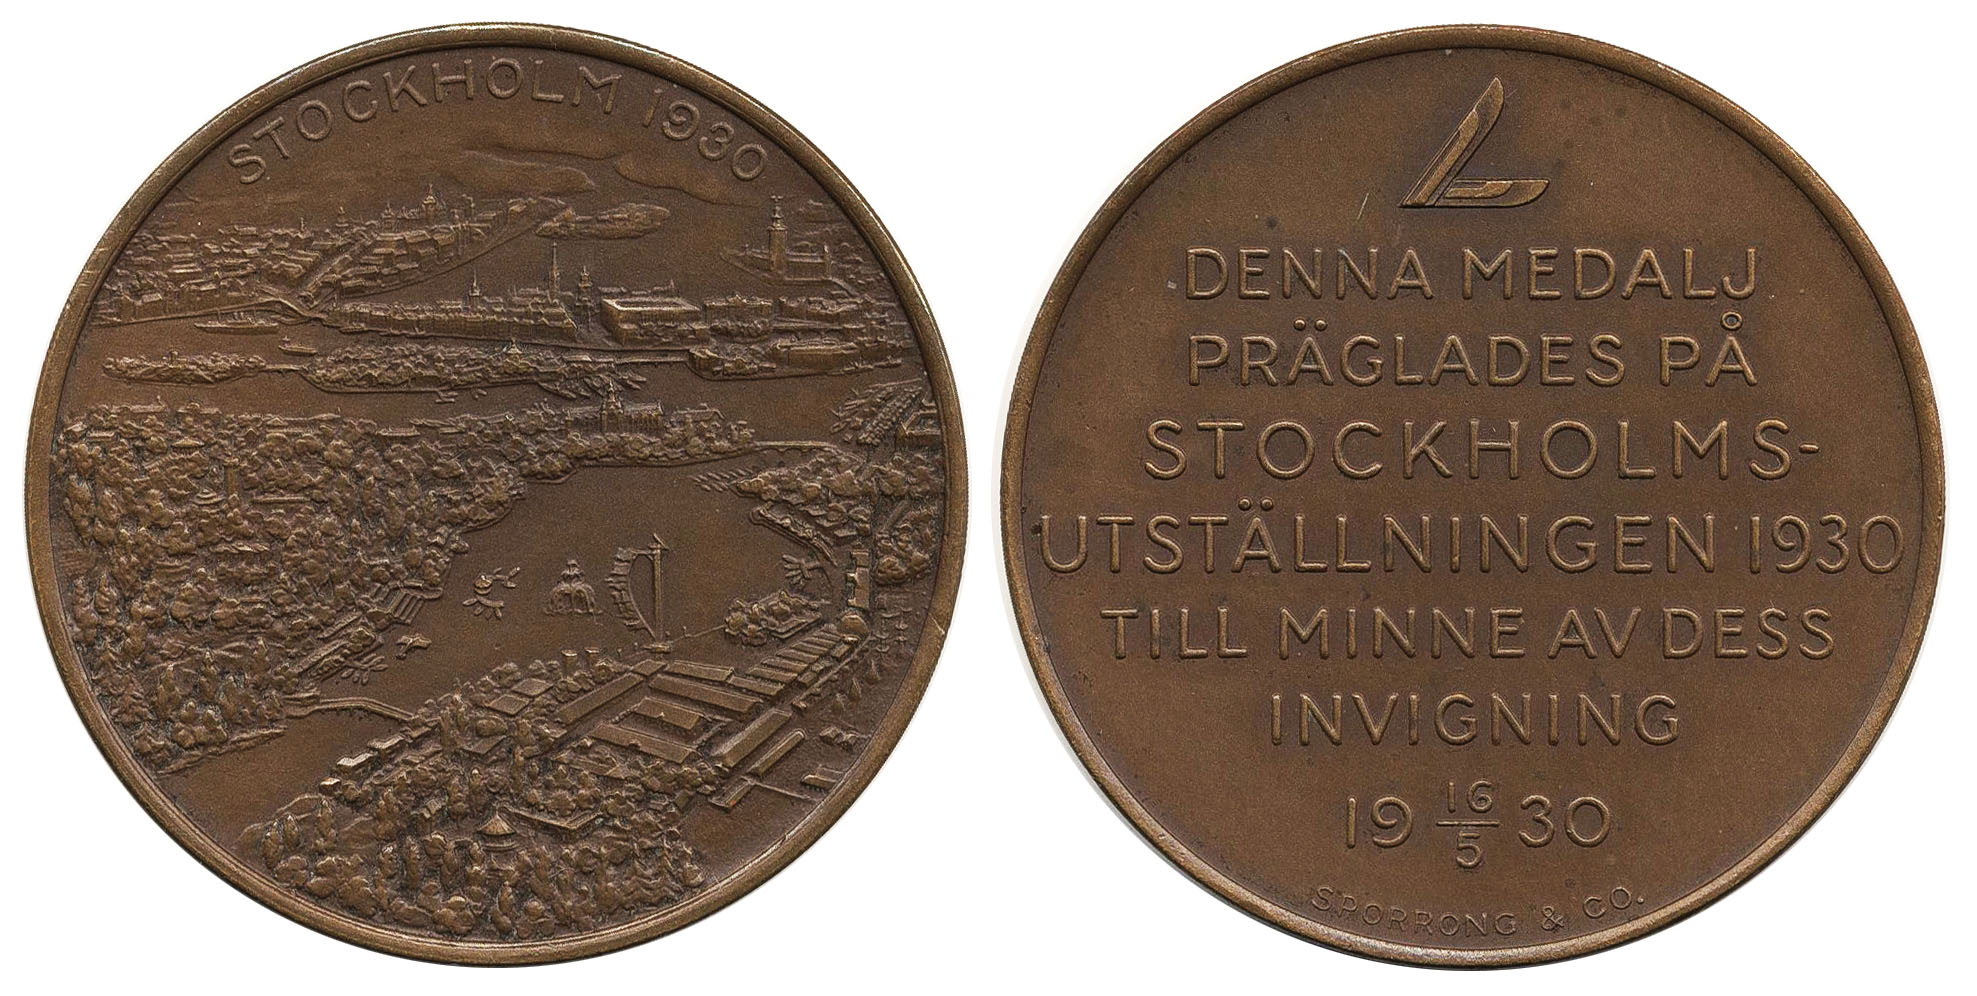 STOCKHOLM 1930
DENNA MEDALJ
PRÄGLADES PÅ
STOCKHOLMS-
UTSTÄLLNINGEN 1930
TILL MINNE AV DESS
INVIGNING
19 16/5 30
SPORRONG & CO.